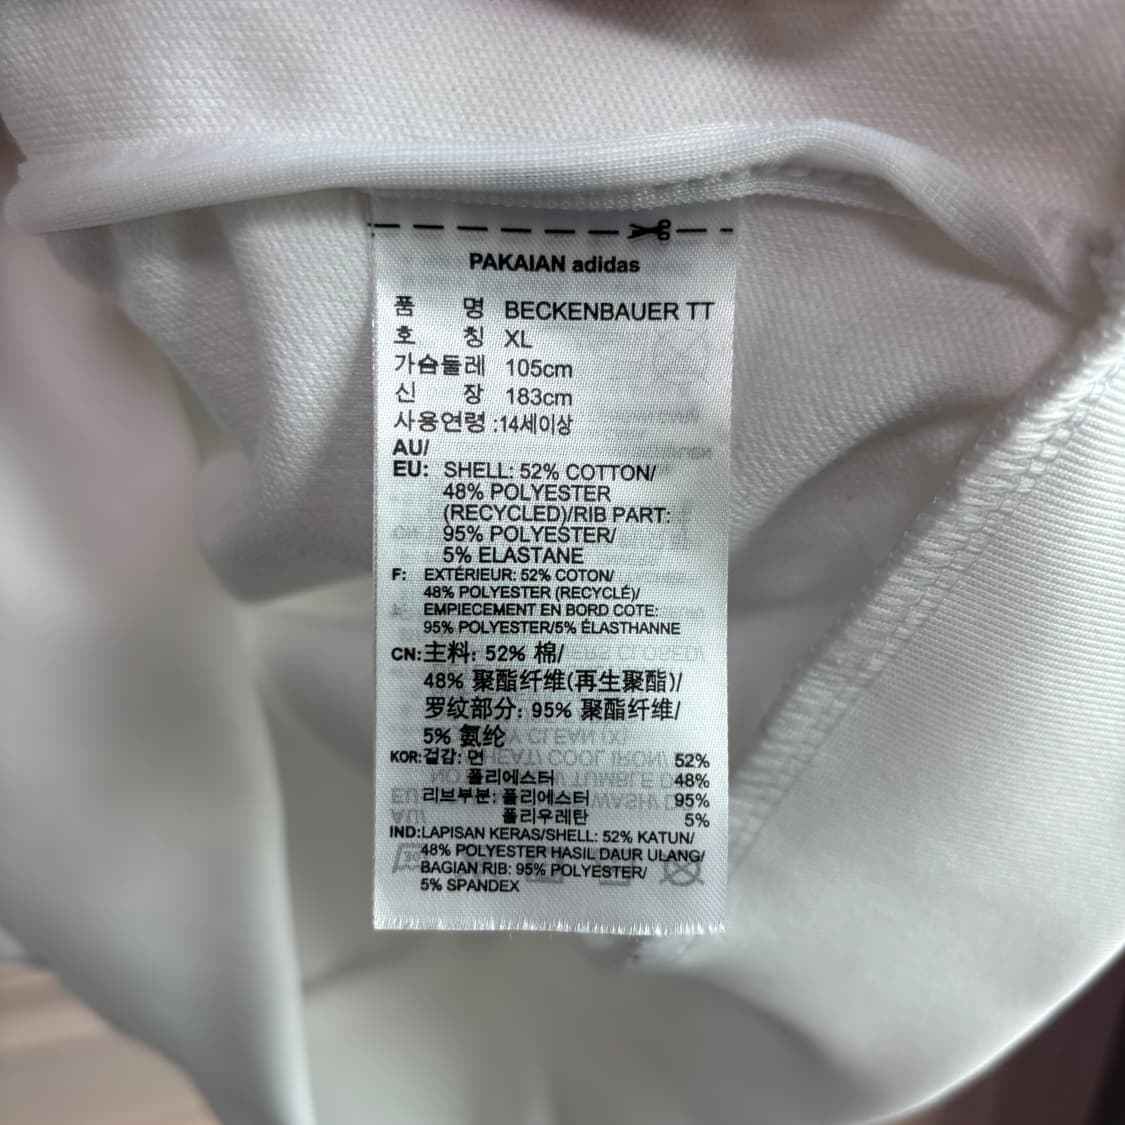 PAKAIAN adidas
품 명 BECKENBAUER TT
호 칭 XL
가슴둘레 105cm
신 장 183cm
사용연령 :14세이상
AU/
EU: SHELL: 52% COTTON/
48% POLYESTER
(RECYCLED)/RIB PART:
95% POLYESTER/
5% ELASTANE
F: EXTÉRIEUR: 52% COTON/
48% POLYESTER (RECYCLÉ)/
EMPIECEMENT EN BORD COTE:
95% POLYESTER/5% ÉLASTHANNE
CN:主料: 52% 棉/
48% 聚酯纤维(再生聚酯)/
罗纹部分: 95% 聚酯纤维/
5% 氨纶
KOR:겉감: 면 52%
폴리에스터 48%
리브부분: 폴리에스터 95%
폴리우레탄 5%
IND:LAPISAN KERAS/SHELL: 52% KATUN/
48% POLYESTER HASIL DAUR ULANG/
BAGIAN RIB: 95% POLYESTER/
5% SPANDEX